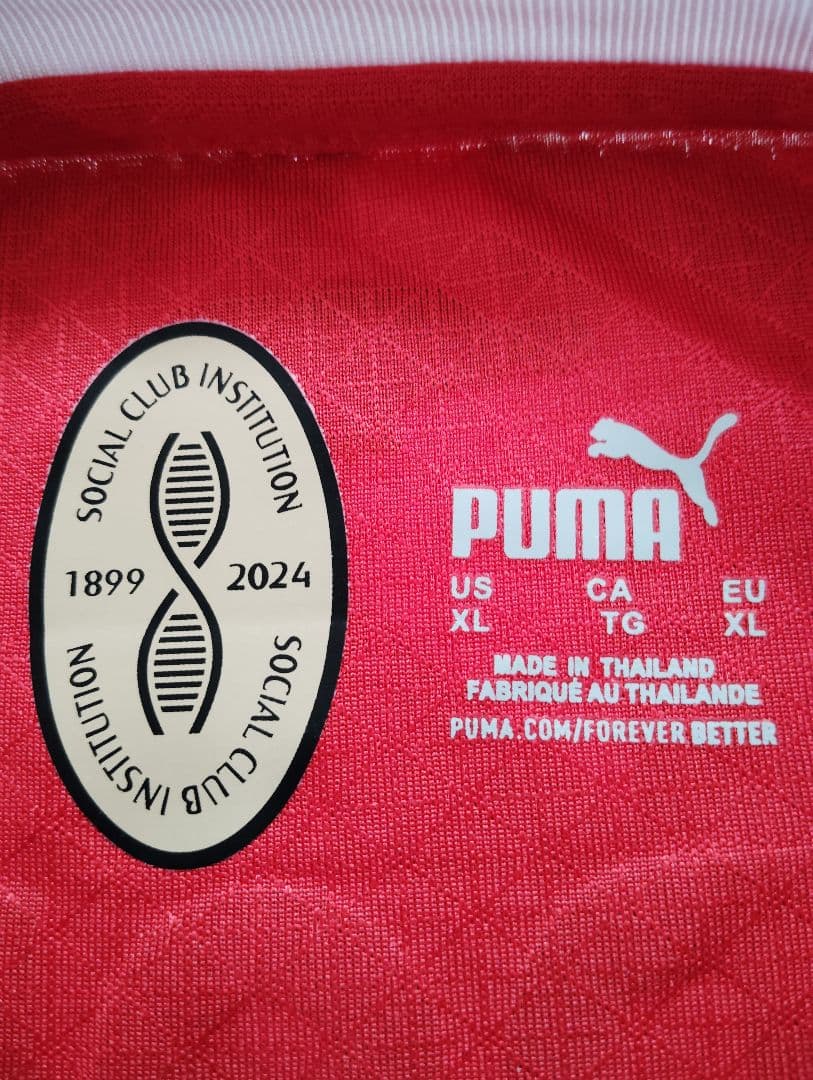 SOCIAL CLUB INSTITUTION
1899 2024
SOCIAL CLUB INSTITUTION
PUMA
US CA EU
XL TG XL
MADE IN THAILAND
FABRIQUÉ AU THAILANDE
PUMA.COM/FOREVER BETTER